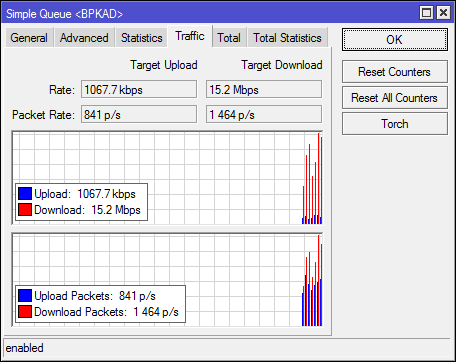 Simple Queue <BPKAD>
General Advanced Statistics Traffic Total Total Statistics
OK
Reset Counters
Reset All Counters
Torch
Target Upload Target Download
Rate: 1067.7 kbps 15.2 Mbps
Packet Rate: 841 p/s 1 464 p/s
Upload: 1067.7 kbps
Download: 15.2 Mbps
Upload Packets: 841 p/s
Download Packets: 1 464 p/s
enabled